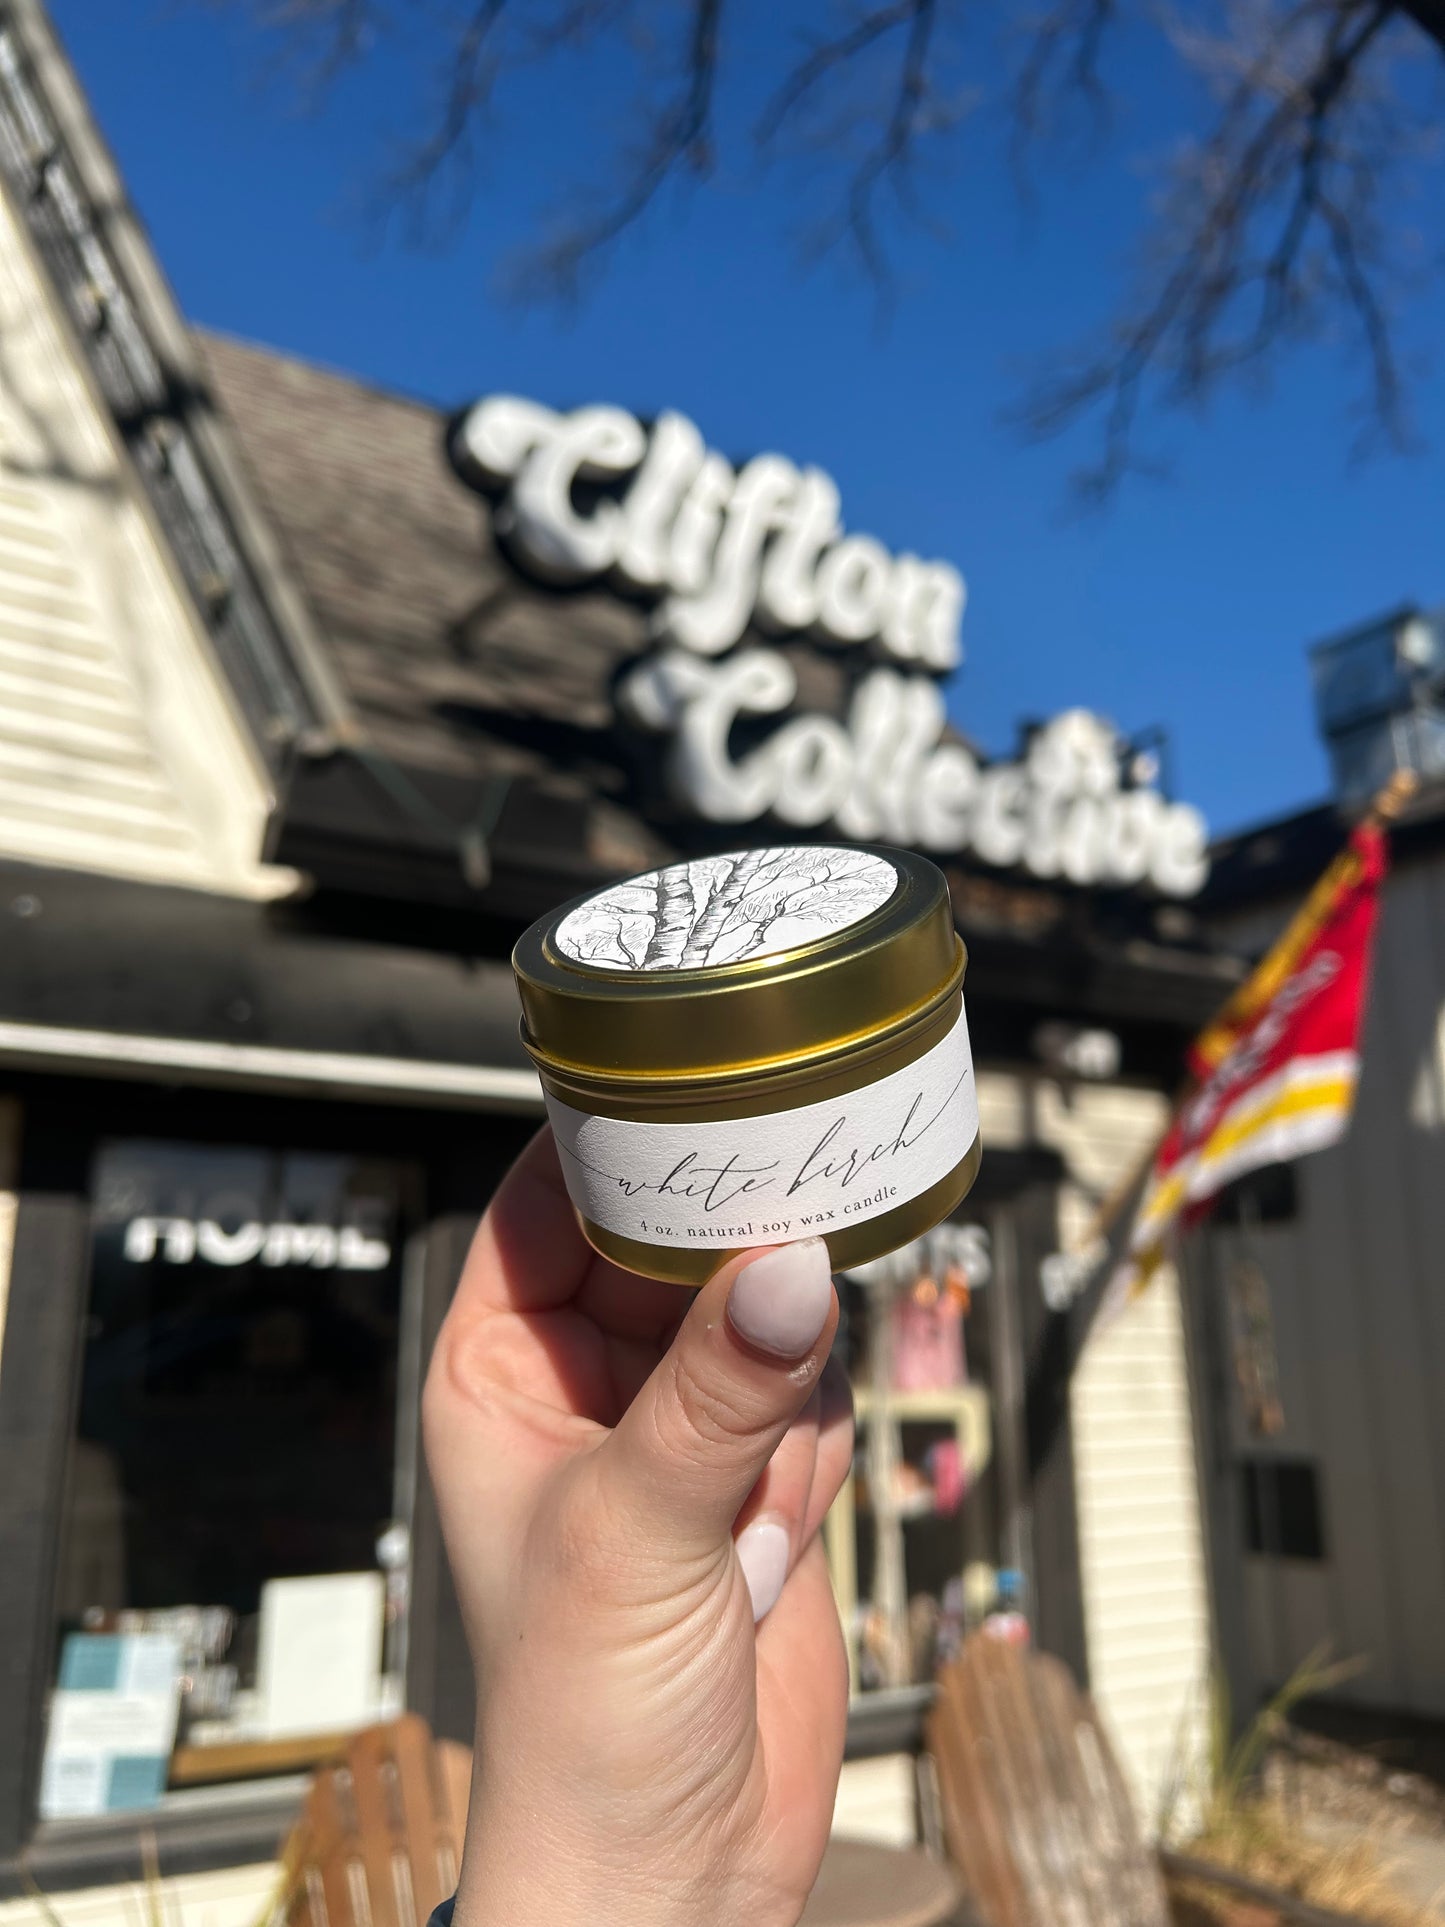 Clifton
Collective
white birch
4 oz. natural soy wax candle
HOME